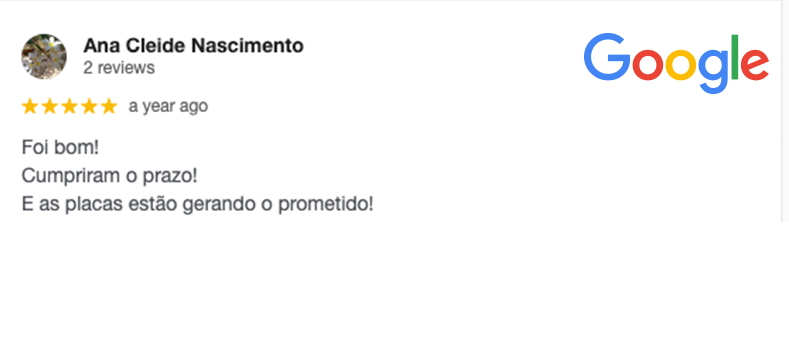 Ana Cleide Nascimento
Google
2 reviews
a year ago
Foi bom!
Cumpriram o prazo!
E as placas estão gerando o prometido!